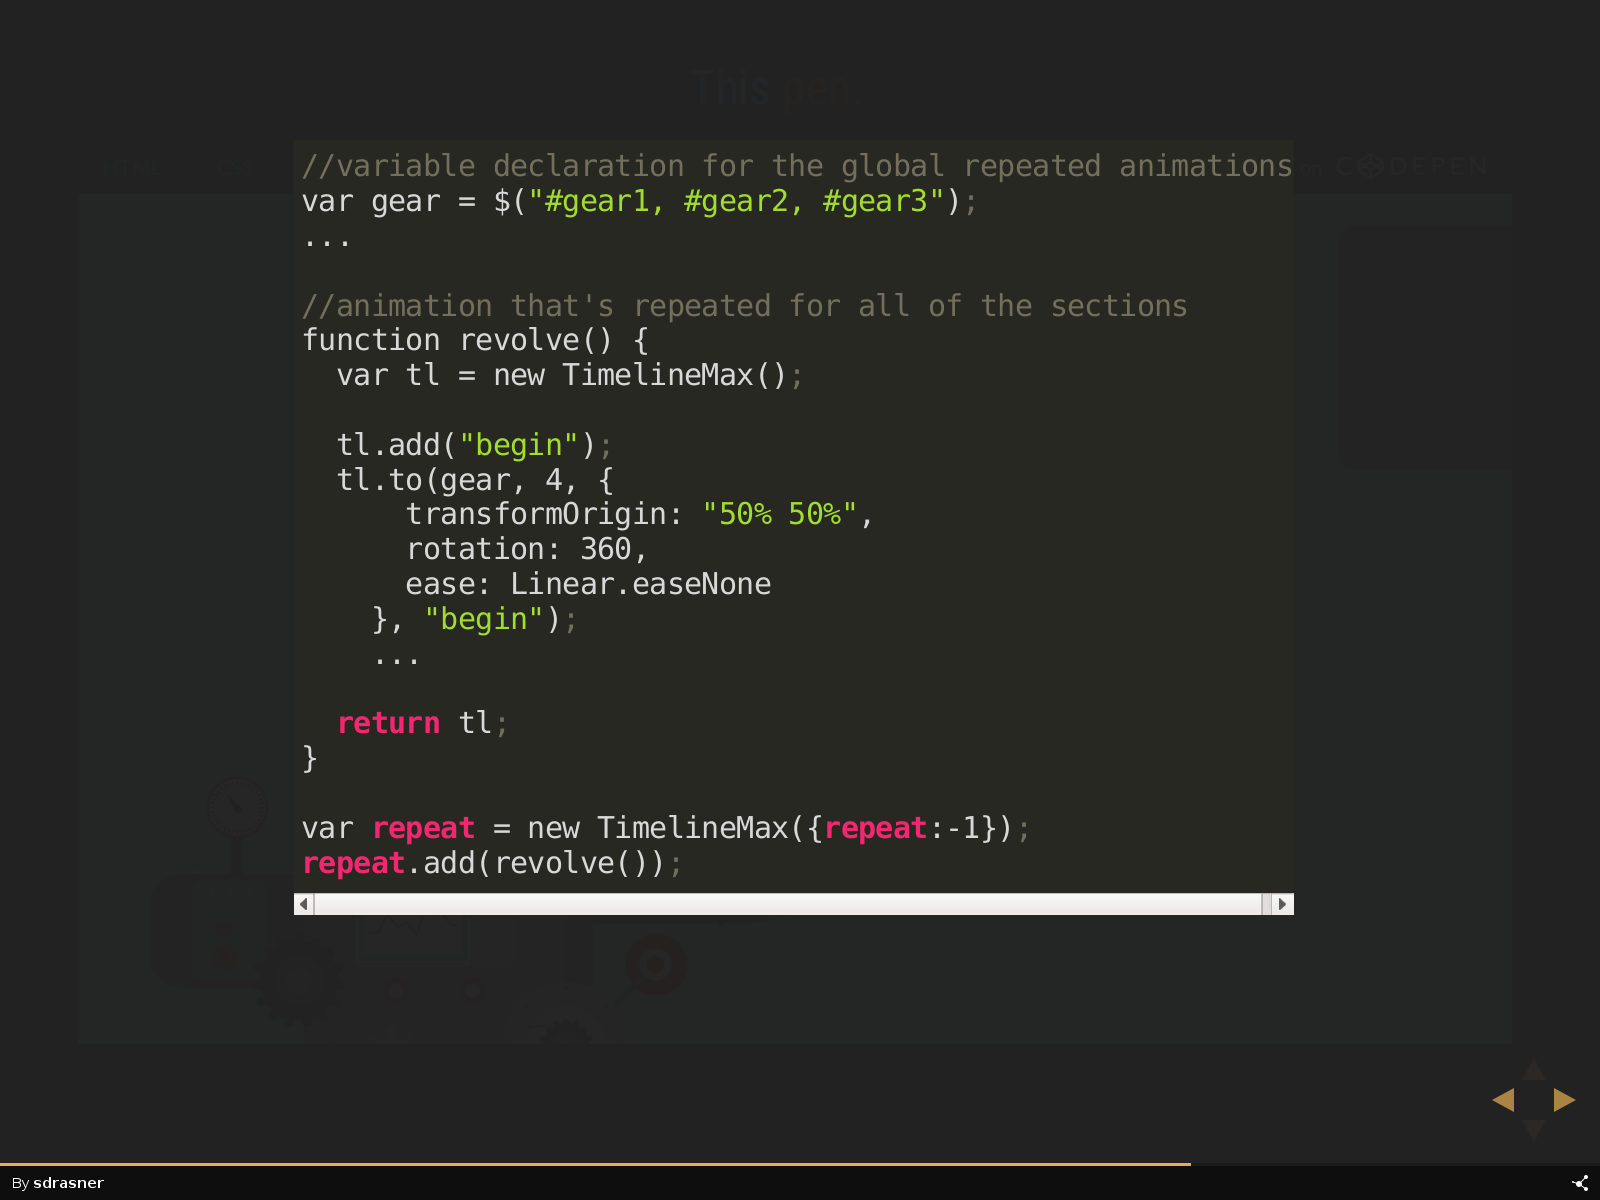 This pen.
HTML CSS on CODEPEN
//variable declaration for the global repeated animations
var gear = $("#gear1, #gear2, #gear3");
...
//animation that's repeated for all of the sections
function revolve() {
var tl = new TimelineMax();
tl.add("begin");
tl.to(gear, 4, {
transformOrigin: "50% 50%",
rotation: 360,
ease: Linear.easeNone
}, "begin");
...
return tl;
}
var repeat = new TimelineMax({repeat:-1});
repeat.add(revolve());
By sdrasner